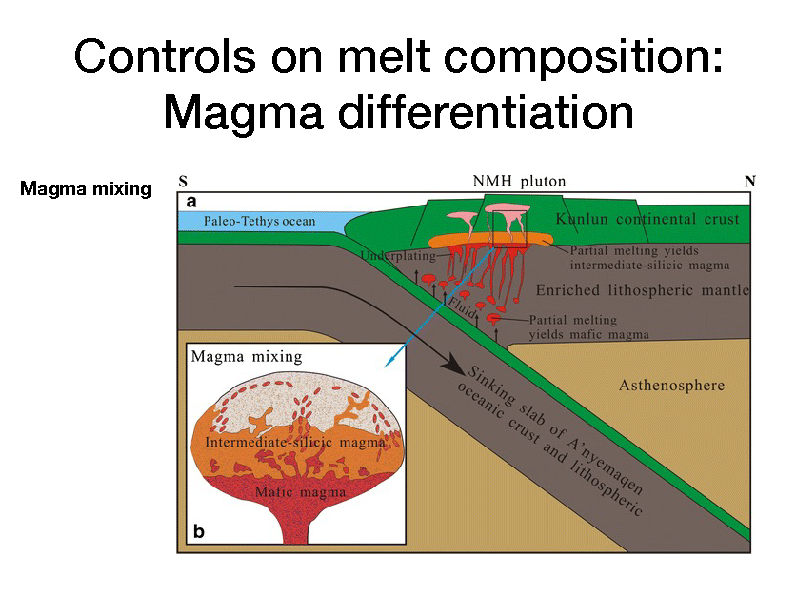 Controls on melt composition:
Magma differentiation
Magma mixing
S
NMH pluton
N
a
Paleo-Tethys ocean
Kunlun continental crust
Underplating
Partial melting yields
intermediate-silicic magma
Enriched lithospheric mantle
Fluid
Partial melting
yields mafic magma
Magma mixing
Asthenosphere
Sinking slab of A'nyemaqen
oceanic crust and lithospheric
Intermediate-silicic magma
Mafic magma
b